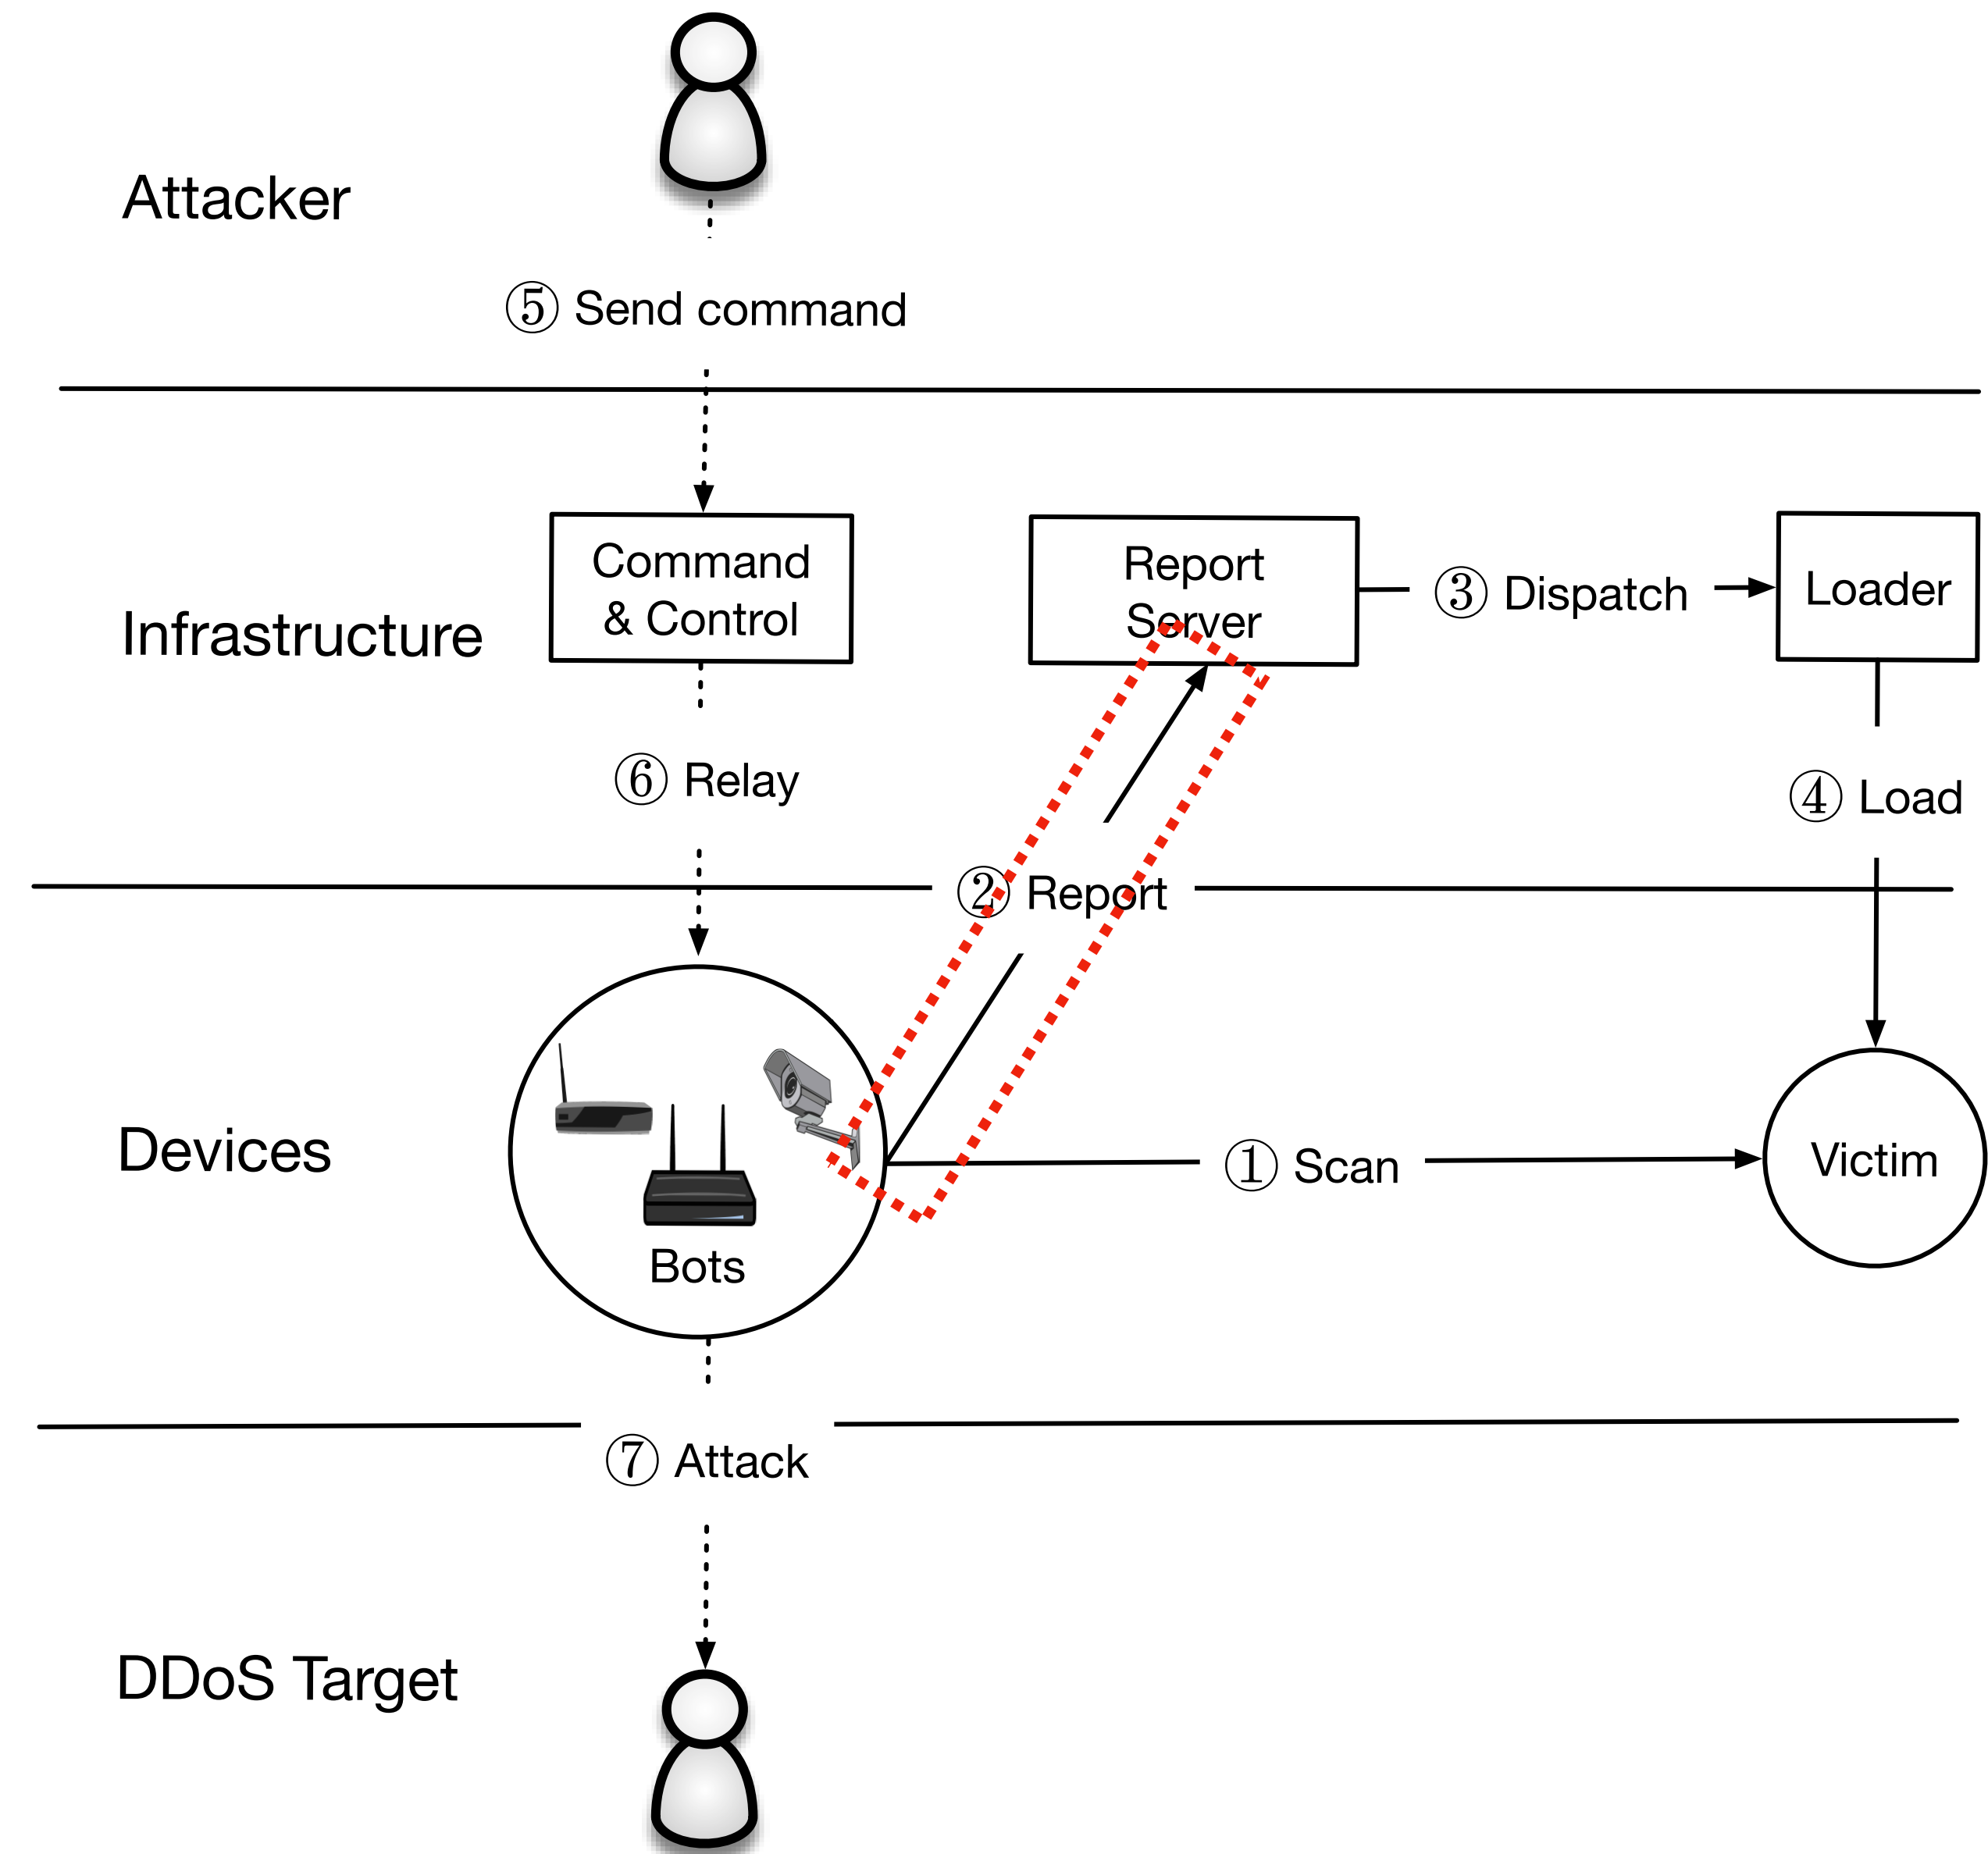 Attacker
⑤ Send command
Command
& Control
Report
Server
③ Dispatch
Loader
Infrastructure
⑥ Relay
④ Load
② Report
Devices
① Scan
Victim
Bots
⑦ Attack
DDoS Target